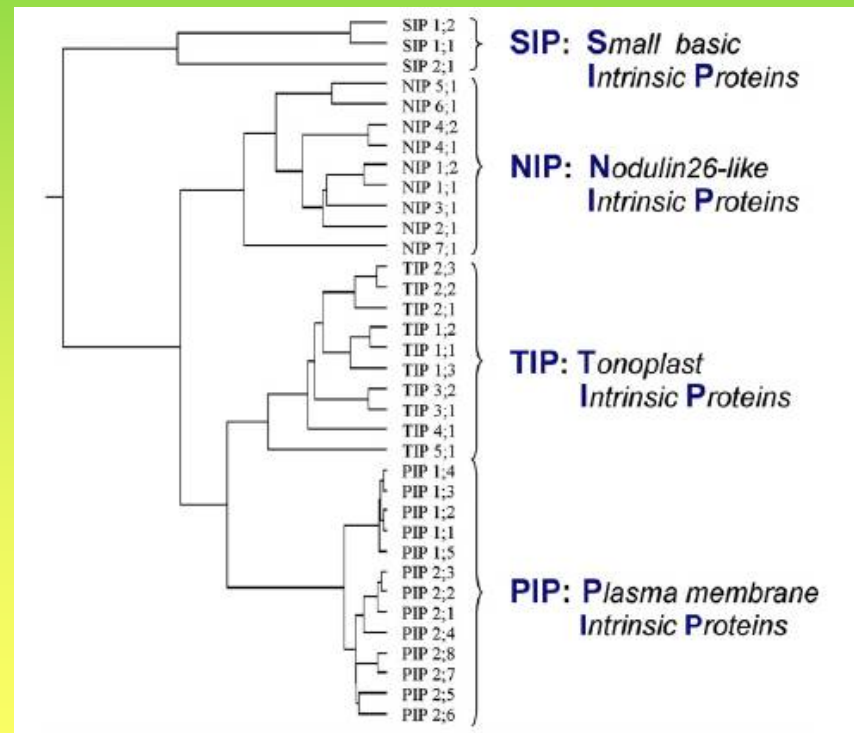 SIP 1;2
SIP 1;1
SIP 2;1
NIP 5;1
NIP 6;1
NIP 4;2
NIP 4;1
NIP 1;2
NIP 1;1
NIP 3;1
NIP 2;1
NIP 7;1
TIP 2;3
TIP 2;2
TIP 2;1
TIP 1;2
TIP 1;1
TIP 1;3
TIP 3;2
TIP 3;1
TIP 4;1
TIP 5;1
PIP 1;4
PIP 1;3
PIP 1;2
PIP 1;1
PIP 1;5
PIP 2;3
PIP 2;2
PIP 2;1
PIP 2;4
PIP 2;8
PIP 2;7
PIP 2;5
PIP 2;6
SIP: Small basic
Intrinsic Proteins
NIP: Nodulin26-like
Intrinsic Proteins
TIP: Tonoplast
Intrinsic Proteins
PIP: Plasma membrane
Intrinsic Proteins